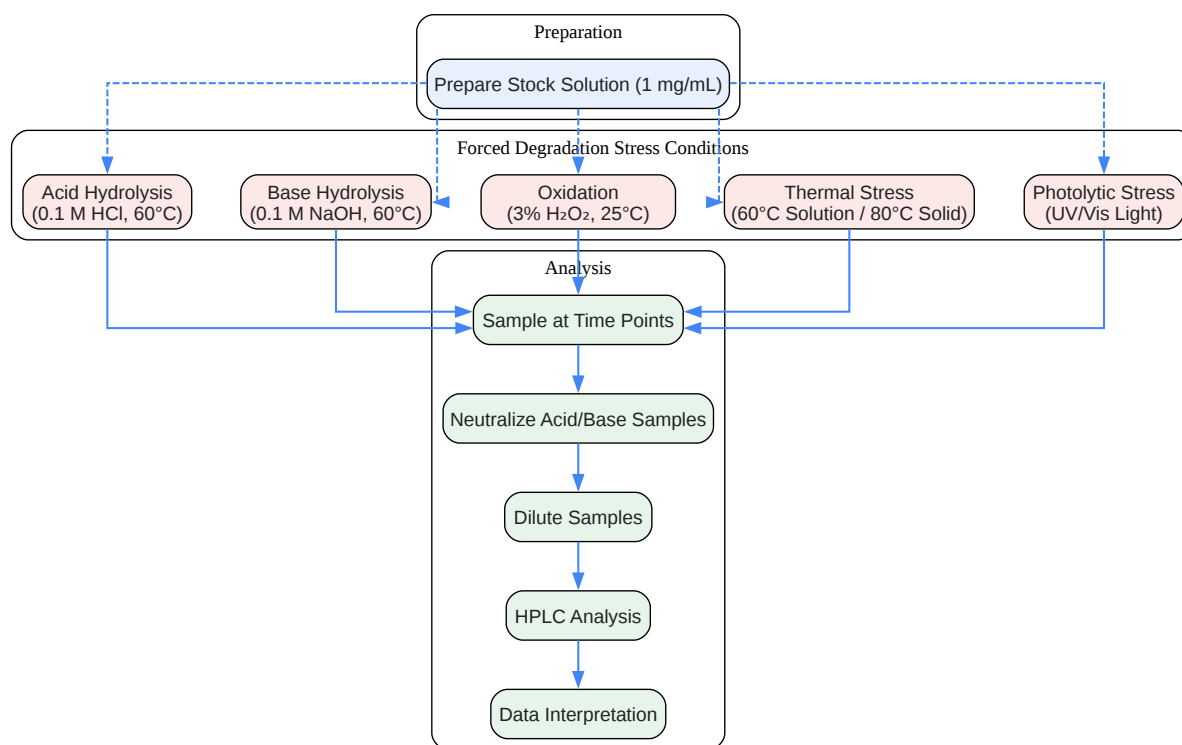 Preparation
Prepare Stock Solution (1 mg/mL)
Forced Degradation Stress Conditions
Acid Hydrolysis
(0.1 M HCl, 60°C)
Base Hydrolysis
(0.1 M NaOH, 60°C)
Oxidation
(3% H₂O₂, 25°C)
Thermal Stress
(60°C Solution / 80°C Solid)
Photolytic Stress
(UV/Vis Light)
Analysis
Sample at Time Points
Neutralize Acid/Base Samples
Dilute Samples
HPLC Analysis
Data Interpretation